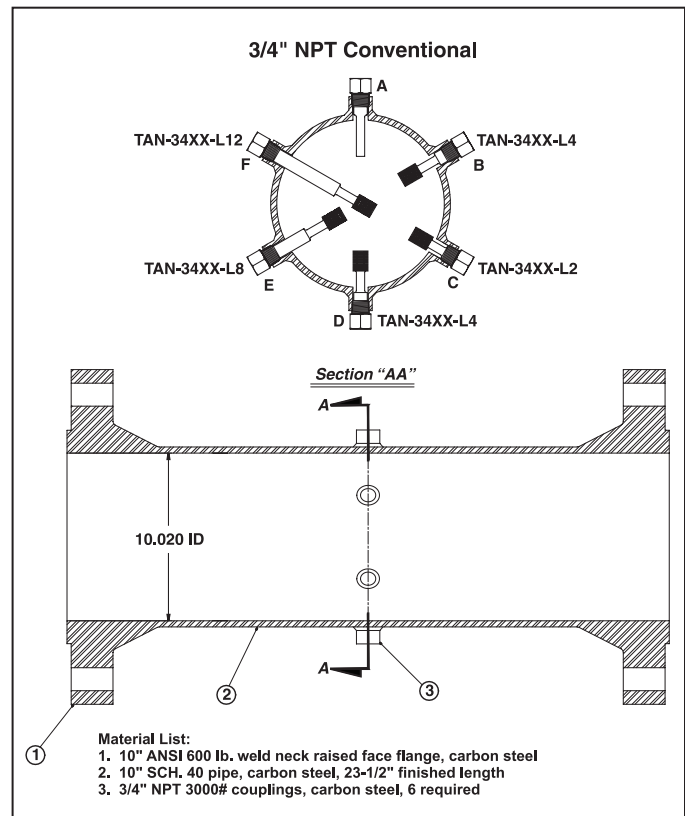 3/4" NPT Conventional
A
TAN-34XX-L12
F
TAN-34XX-L4
B
TAN-34XX-L8
E
TAN-34XX-L2
C
D
TAN-34XX-L4
Section “AA”
A
10.020 ID
A
2
3
1
Material List:
1. 10" ANSI 600 lb. weld neck raised face flange, carbon steel
2. 10" SCH. 40 pipe, carbon steel, 23-1/2" finished length
3. 3/4" NPT 3000# couplings, carbon steel, 6 required